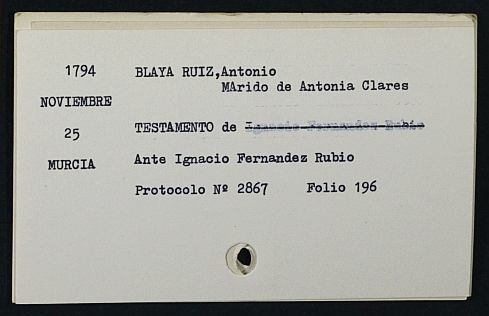 1794 BLAYA RUIZ,Antonio
MArido de Antonia Clares
NOVIEMBRE
25 TESTAMENTO de Ignacio Fernandez Rubio
MURCIA Ante Ignacio Fernandez Rubio
Protocolo Nº 2867 Folio 196